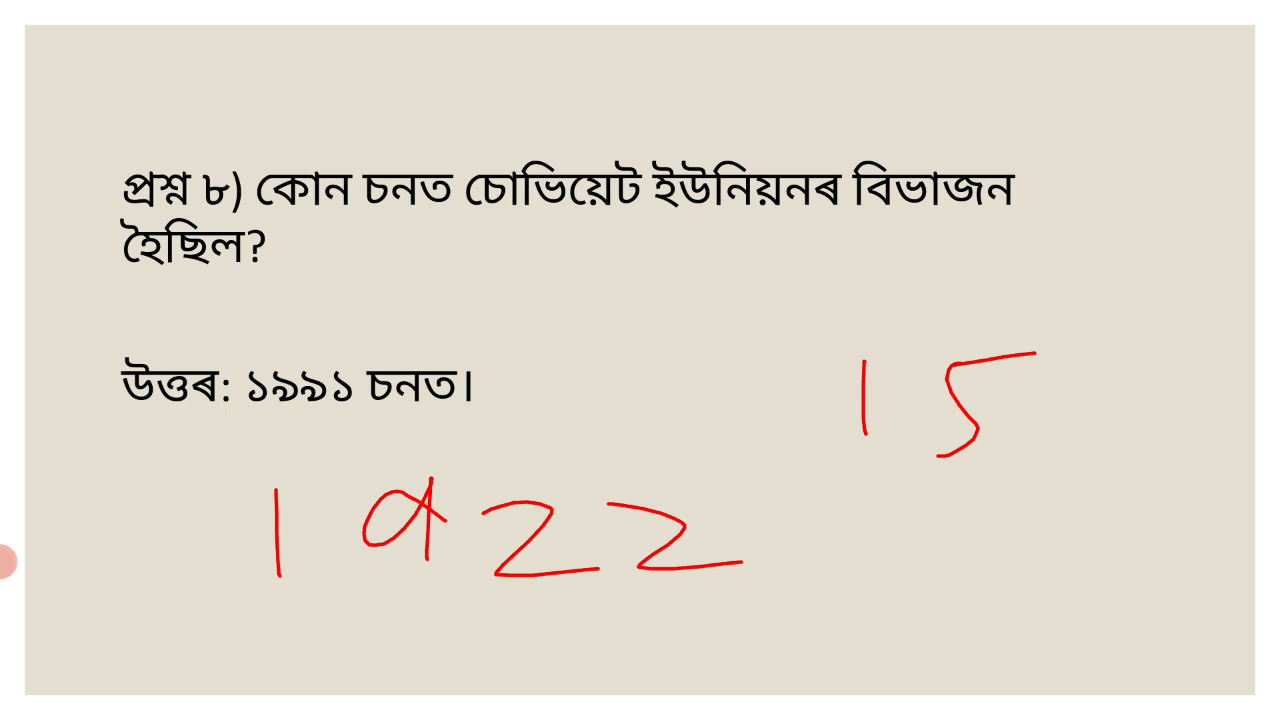 প্ৰশ্ন ৮) কোন চনত চোভিয়েট ইউনিয়নৰ বিভাজন
হৈছিল?
উত্তৰ: ১৯৯১ চনত।
15
1922